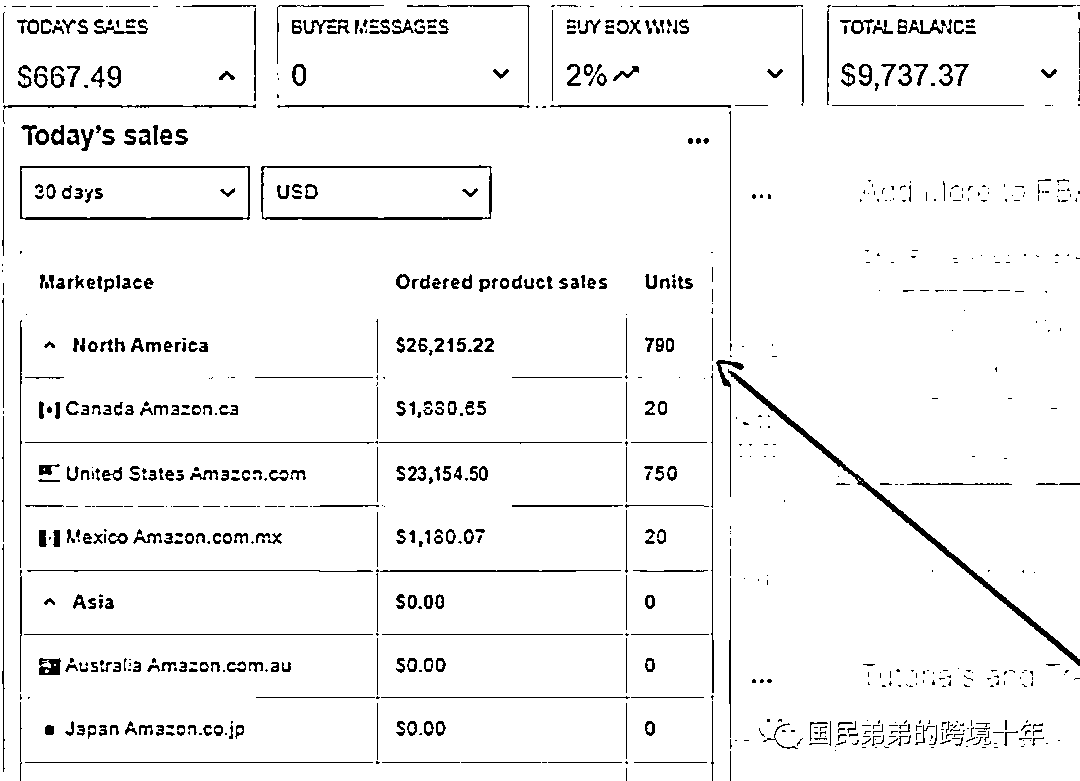 TODAY'S SALES
$667.49
BUYER MESSAGES
0
BUY BOX WINS
2%
TOTAL BALANCE
$9,737.37
Today's sales
30 days
USD
Add More to FBA
Marketplace Ordered product sales Units
North America $26,215.22 790
Canada Amazon.ca $1,880.65 20
United States Amazon.com $23,154.50 750
Mexico Amazon.com.mx $1,180.07 20
Asia $0.00 0
Australia Amazon.com.au $0.00 0
Japan Amazon.co.jp $0.00 0
Tutorials and
国民弟弟的跨境十年